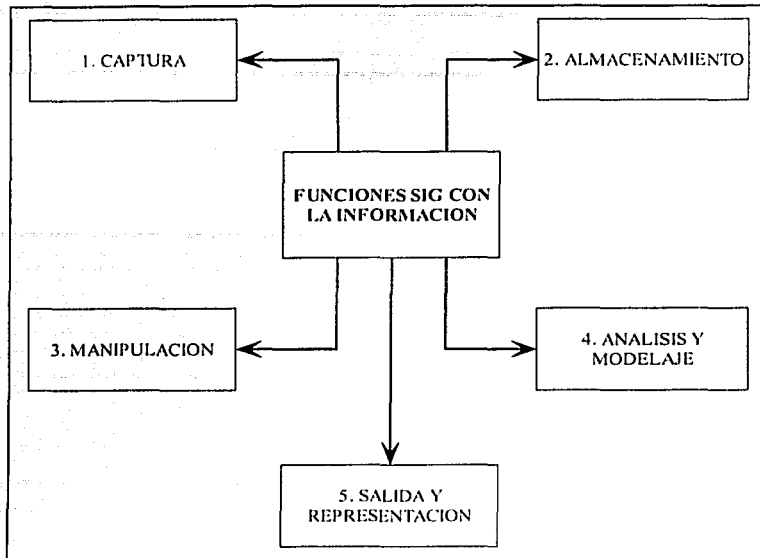 1. CAPTURA
2. ALMACENAMIENTO
FUNCIONES SIG CON
LA INFORMACION
3. MANIPULACION
4. ANALISIS Y
MODELAJE
5. SALIDA Y
REPRESENTACION